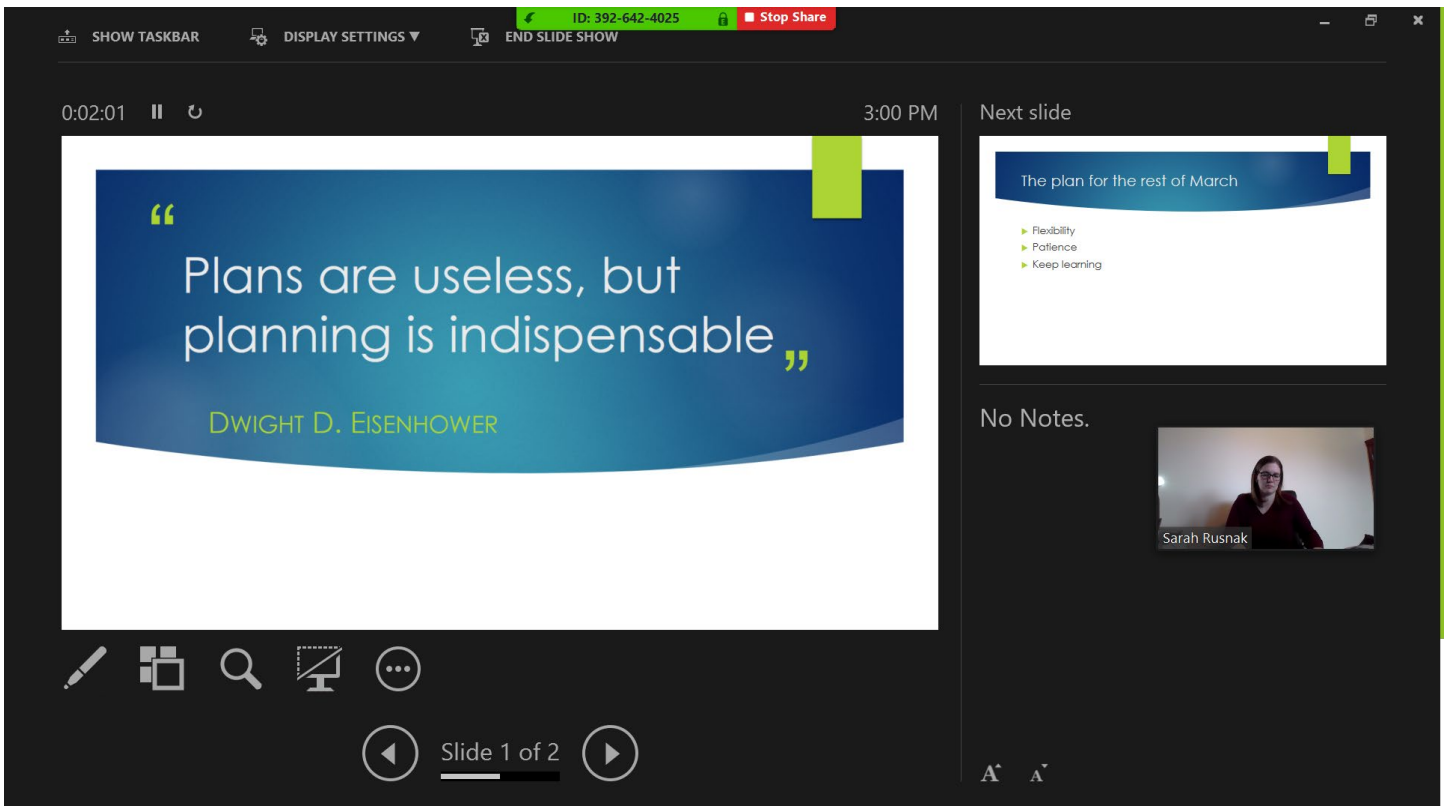 ID: 392-642-4025 Stop Share
SHOW TASKBAR DISPLAY SETTINGS ▼ END SLIDE SHOW
0:02:01 3:00 PM
“
Plans are useless, but
planning is indispensable
”
DWIGHT D. EISENHOWER
Slide 1 of 2
Next slide
The plan for the rest of March
Flexibility
Patience
Keep learning
No Notes.
Sarah Rusnak
A A